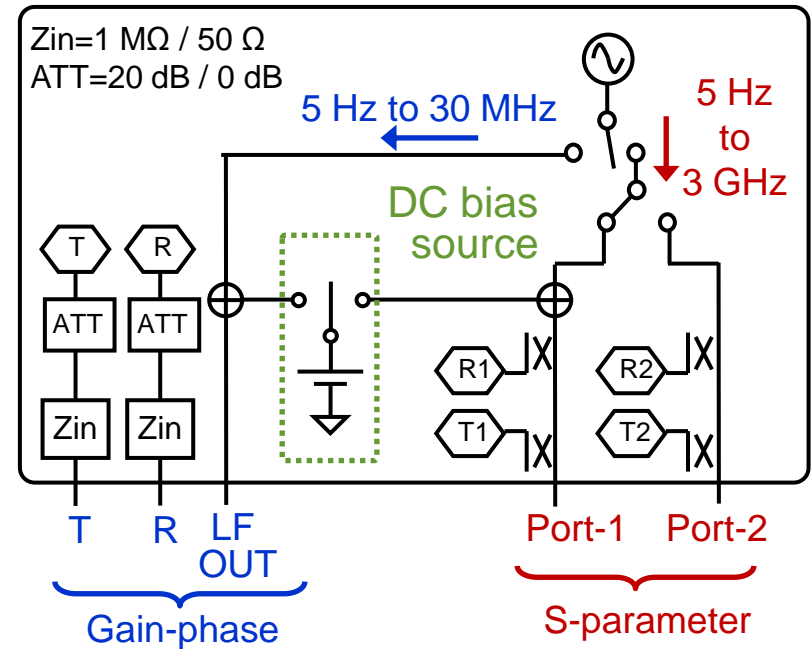 Zin=1 MΩ / 50 Ω
ATT=20 dB / 0 dB
5 Hz to 30 MHz
5 Hz
to
3 GHz
DC bias
source
T
R
ATT
ATT
Zin
Zin
R1
R2
T1
T2
T
R
LF
OUT
Port-1
Port-2
Gain-phase
S-parameter